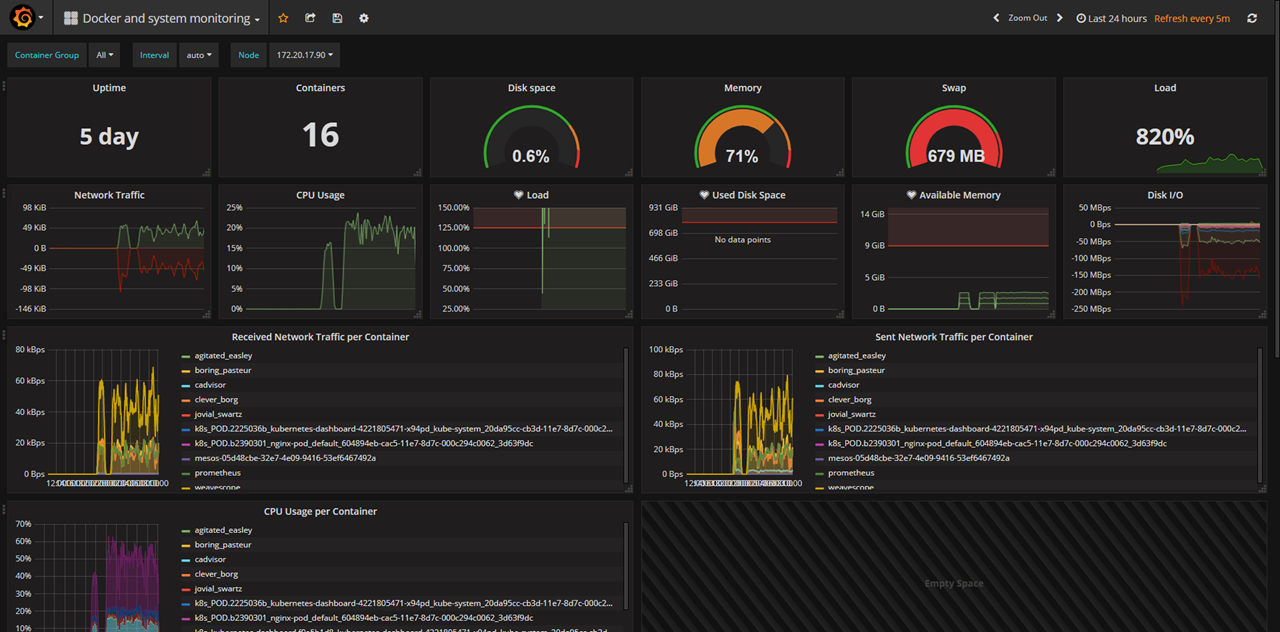 Docker and system monitoring
Zoom Out
Last 24 hours
Refresh every 5m
Container Group
All
Interval
auto
Node
172.20.17.90
Uptime
5 day
Containers
16
Disk space
0.6%
Memory
71%
Swap
679 MB
Load
820%
Network Traffic
98 KiB
49 KiB
0 B
-49 KiB
-98 KiB
-146 KiB
CPU Usage
25%
20%
15%
10%
5%
0%
Load
150.00%
125.00%
100.00%
75.00%
50.00%
25.00%
Used Disk Space
931 GiB
698 GiB
466 GiB
233 GiB
0 B
No data points
Available Memory
14 GiB
9 GiB
5 GiB
0 B
Disk I/O
50 MBps
0 Bps
-50 MBps
-100 MBps
-150 MBps
-200 MBps
-250 MBps
Received Network Traffic per Container
80 kBps
60 kBps
40 kBps
20 kBps
0 Bps
agitated_easley
boring_pasteur
cadvisor
clever_borg
jovial_swartz
k8s_POD.2225036b_kubernetes-dashboard-4221805471-x94pd_kube-system_20da95cc-cb3d-11e7-8d7c-000c2...
k8s_POD.b2390301_nginx-pod_default_604894eb-cac5-11e7-8d7c-000c294c0062_3d63f9dc
mesos-05d48cbe-32e7-4e09-9416-53ef6467492a
prometheus
weavescope
Sent Network Traffic per Container
100 kBps
80 kBps
60 kBps
40 kBps
20 kBps
0 Bps
agitated_easley
boring_pasteur
cadvisor
clever_borg
jovial_swartz
k8s_POD.2225036b_kubernetes-dashboard-4221805471-x94pd_kube-system_20da95cc-cb3d-11e7-8d7c-000c2...
k8s_POD.b2390301_nginx-pod_default_604894eb-cac5-11e7-8d7c-000c294c0062_3d63f9dc
mesos-05d48cbe-32e7-4e09-9416-53ef6467492a
prometheus
weavescope
CPU Usage per Container
70%
60%
50%
40%
30%
20%
10%
agitated_easley
boring_pasteur
cadvisor
clever_borg
jovial_swartz
k8s_POD.2225036b_kubernetes-dashboard-4221805471-x94pd_kube-system_20da95cc-cb3d-11e7-8d7c-000c2...
k8s_POD.b2390301_nginx-pod_default_604894eb-cac5-11e7-8d7c-000c294c0062_3d63f9dc
Empty Space